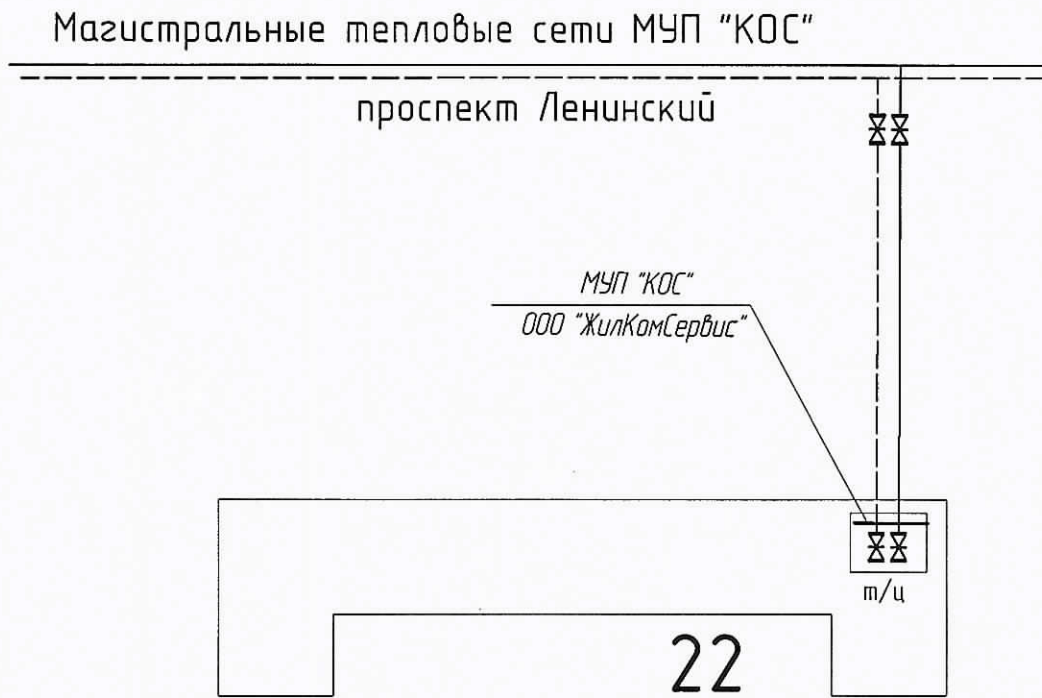 Магистральные тепловые сети МУП "КОС"
проспект Ленинский
МУП "КОС"
ООО "ЖилКомСервис"
т/ц
22